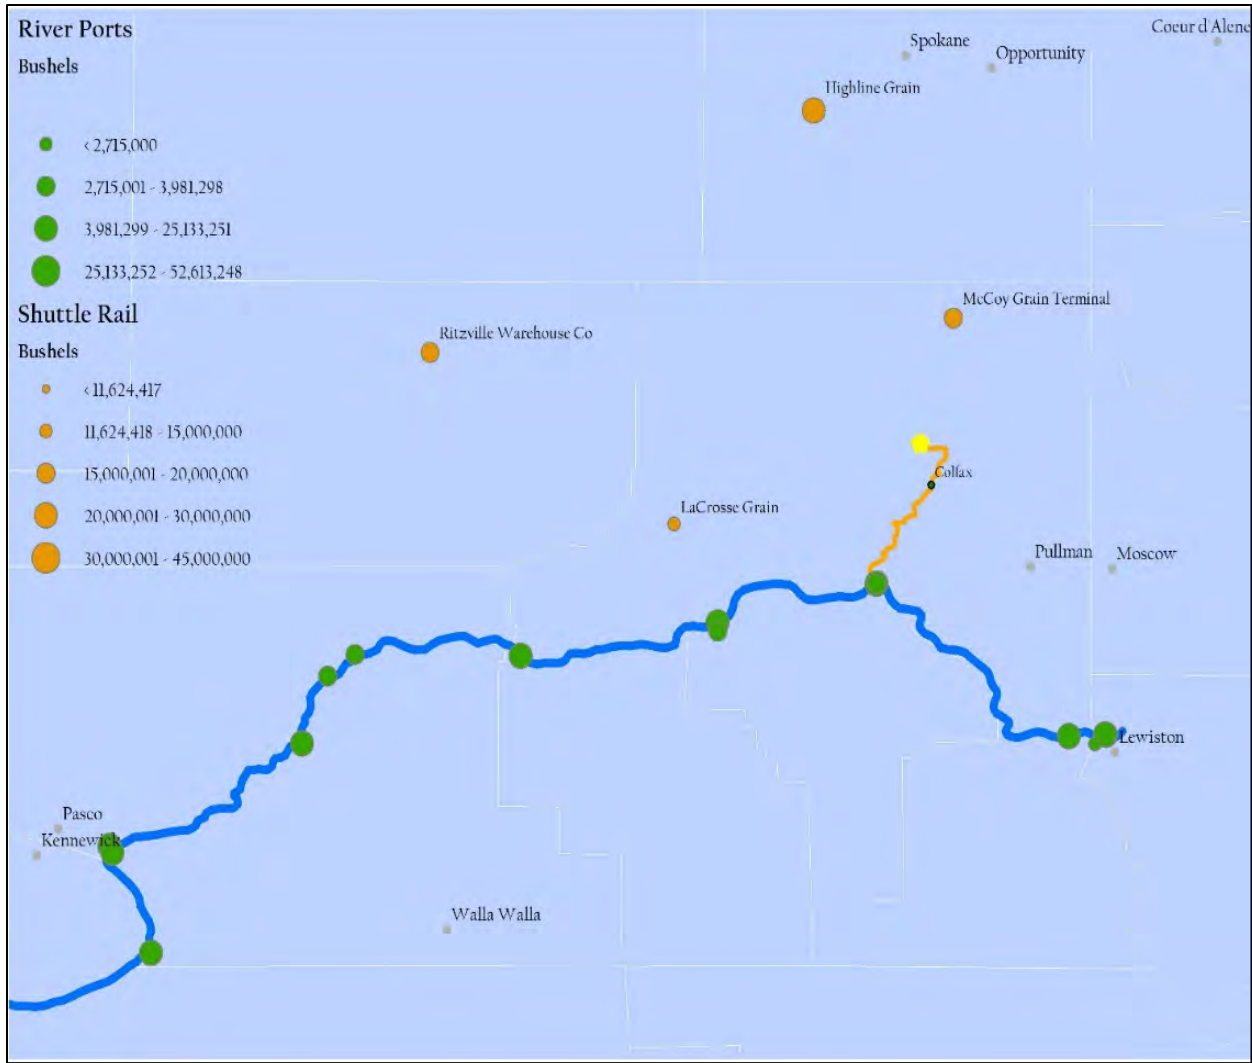 River Ports
Bushels
< 2,715,000
2,715,001 - 3,981,298
3,981,299 - 25,133,251
25,133,252 - 52,613,248
Shuttle Rail
Bushels
< 11,624,417
11,624,418 - 15,000,000
15,000,001 - 20,000,000
20,000,001 - 30,000,000
30,000,001 - 45,000,000
Coeur d'Alene
Spokane
Opportunity
Highline Grain
McCoy Grain Terminal
Ritzville Warehouse Co
Colfax
LaCrosse Grain
Pullman
Moscow
Lewiston
Pasco
Kennewick
Walla Walla